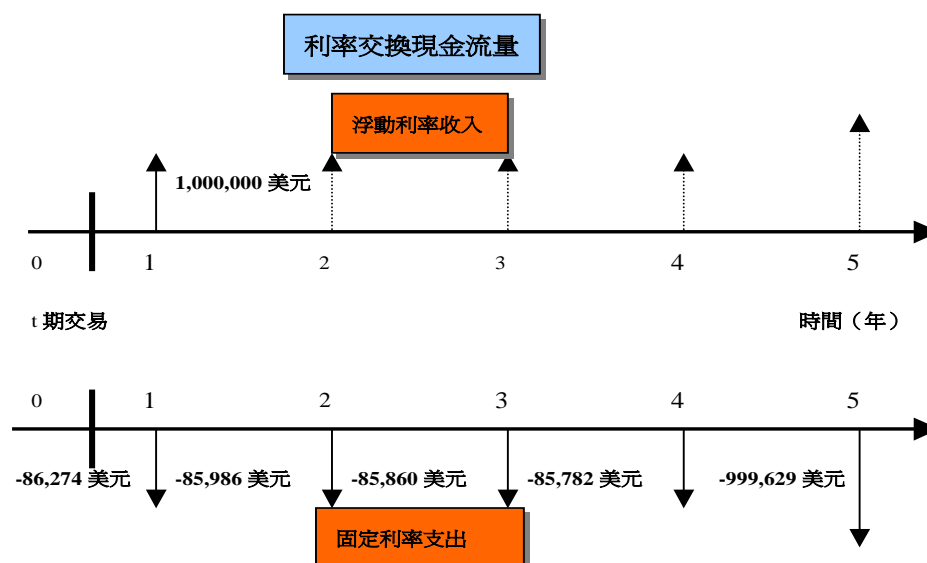 利率交換現金流量
浮動利率收入
1,000,000 美元
0 1 2 3 4 5
t 期交易 時間（年）
0 1 2 3 4 5
-86,274 美元 -85,986 美元 -85,860 美元 -85,782 美元 -999,629 美元
固定利率支出